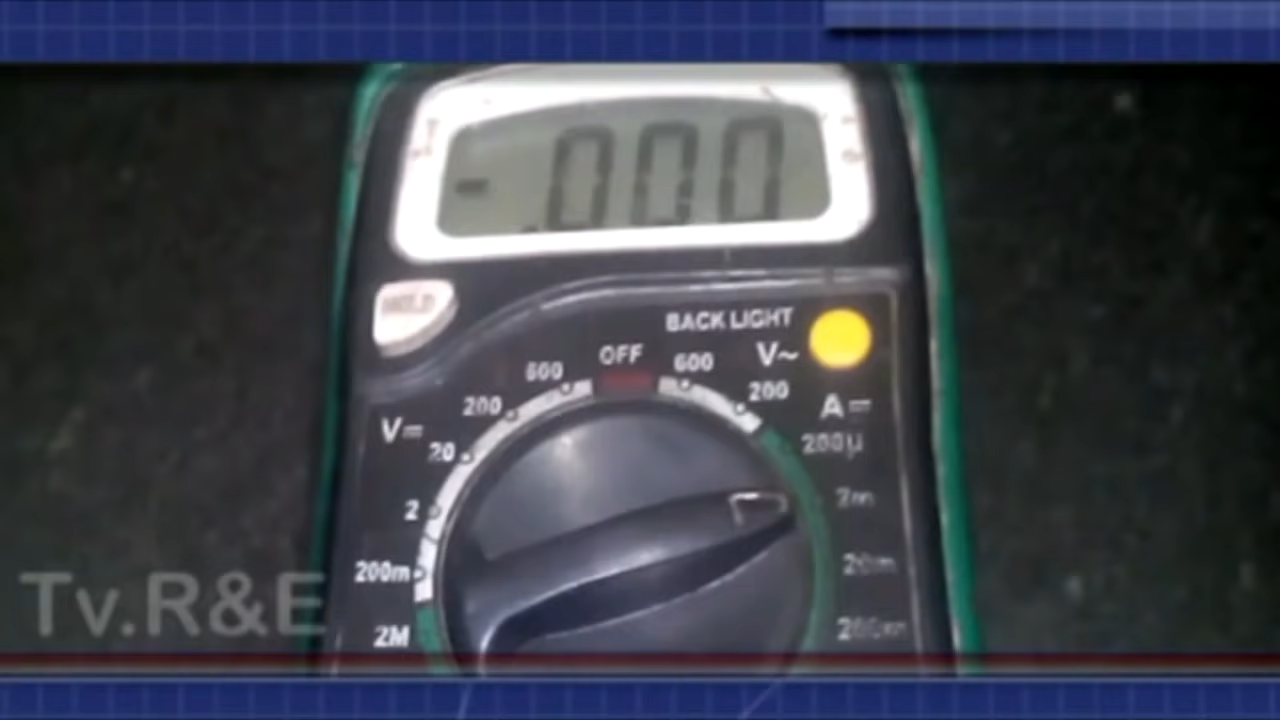 - .000
HOLD
BACK LIGHT
OFF
600
600
V~
200
200
A=
V=
200µ
20
2m
2
20m
200m
200m
2M
Tv.R&E